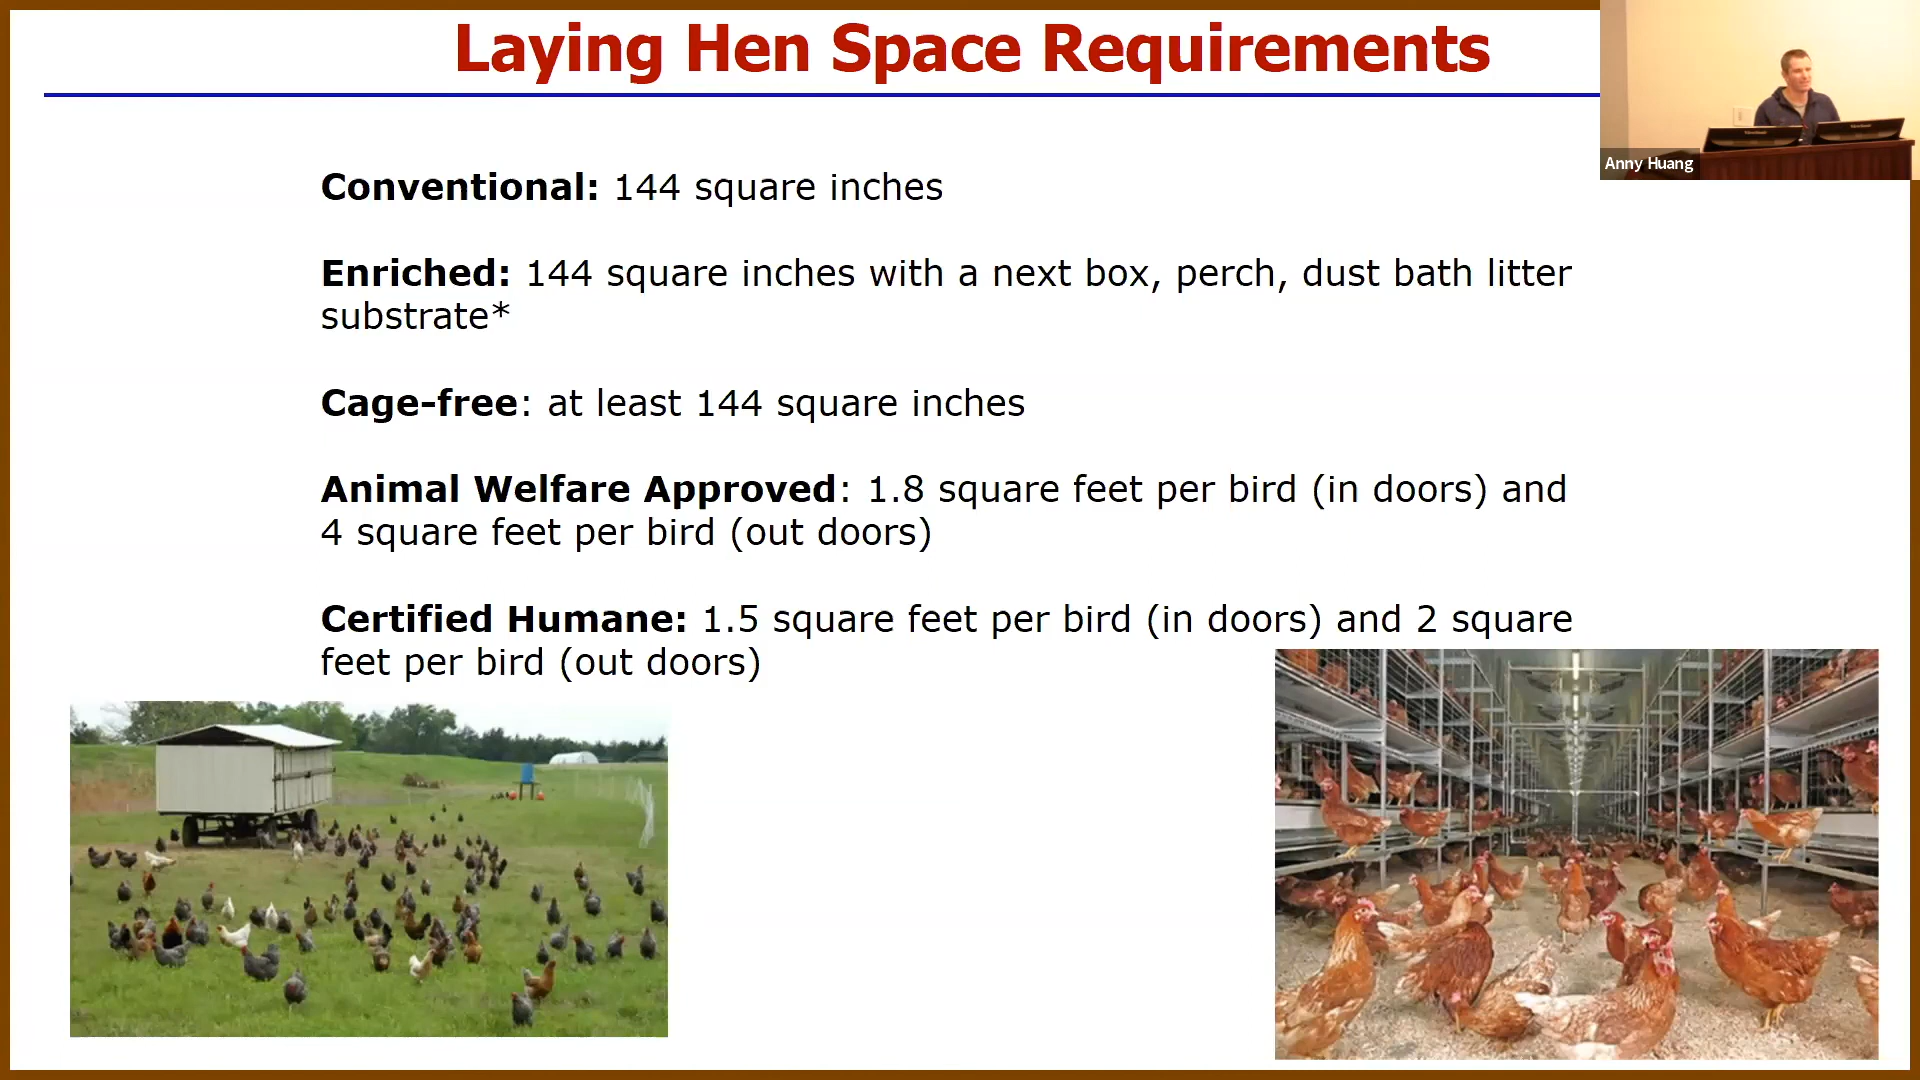 Laying Hen Space Requirements
Anny Huang
Conventional: 144 square inches
Enriched: 144 square inches with a next box, perch, dust bath litter
substrate*
Cage-free: at least 144 square inches
Animal Welfare Approved: 1.8 square feet per bird (in doors) and
4 square feet per bird (out doors)
Certified Humane: 1.5 square feet per bird (in doors) and 2 square
feet per bird (out doors)